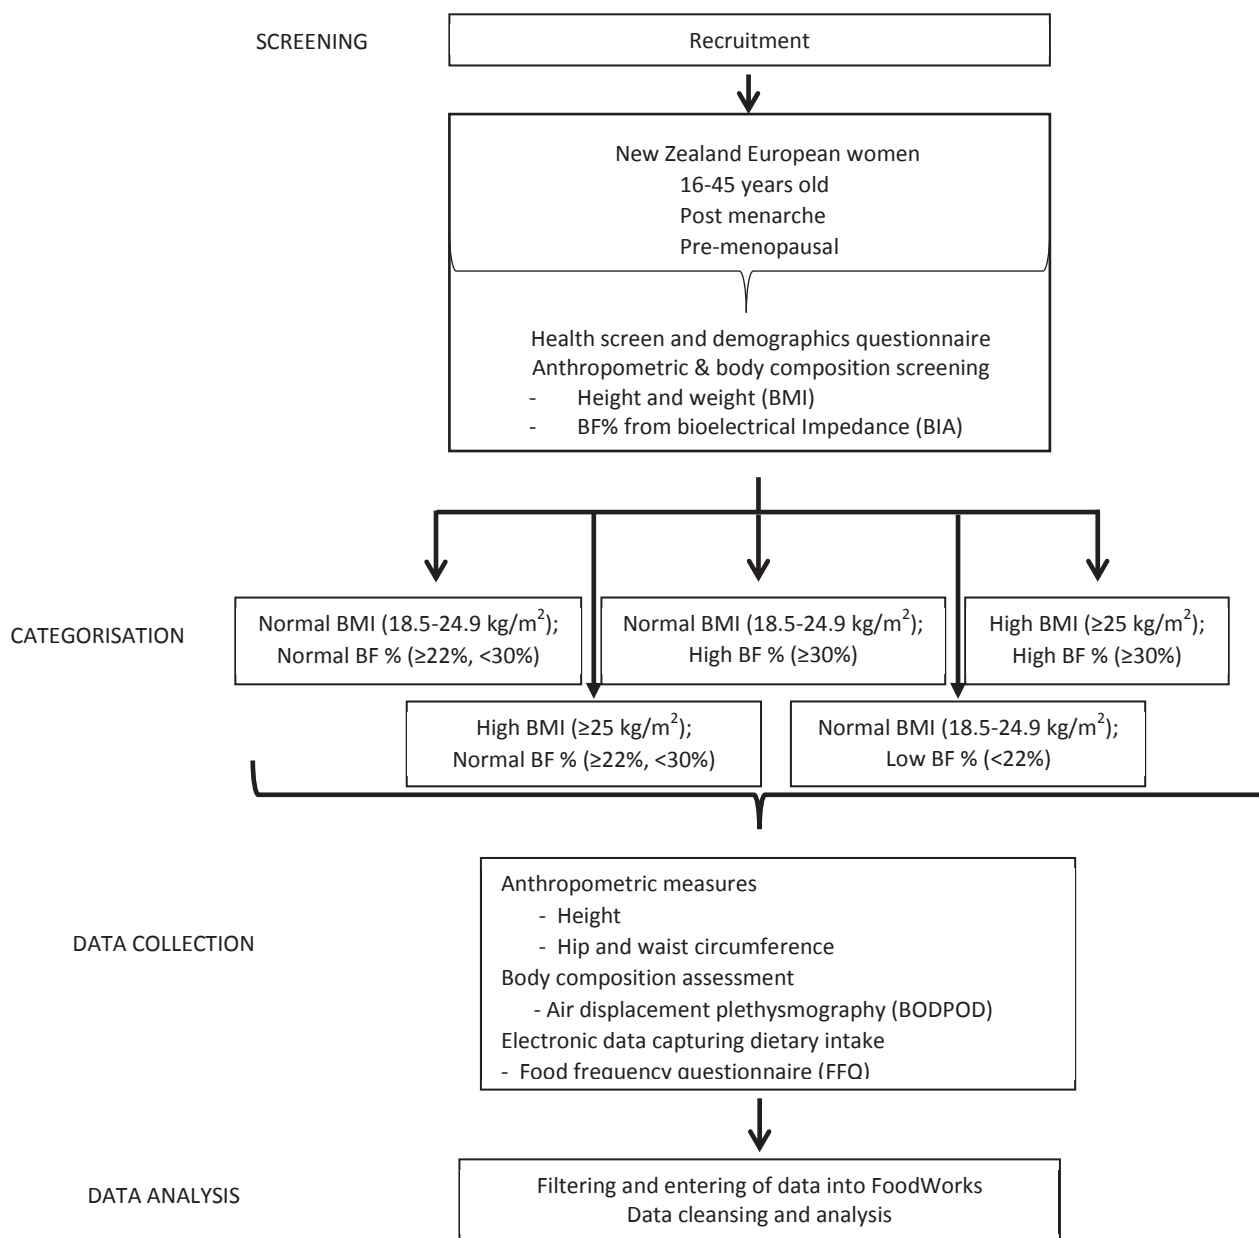 SCREENING
Recruitment
New Zealand European women
16-45 years old
Post menarche
Pre-menopausal
Health screen and demographics questionnaire
Anthropometric & body composition screening
- Height and weight (BMI)
- BF% from bioelectrical Impedance (BIA)
CATEGORISATION
Normal BMI (18.5-24.9 kg/m²);
Normal BF % (≥22%, <30%)
Normal BMI (18.5-24.9 kg/m²);
High BF % (≥30%)
High BMI (≥25 kg/m²);
High BF % (≥30%)
High BMI (≥25 kg/m²);
Normal BF % (≥22%, <30%)
Normal BMI (18.5-24.9 kg/m²);
Low BF % (<22%)
DATA COLLECTION
Anthropometric measures
- Height
- Hip and waist circumference
Body composition assessment
- Air displacement plethysmography (BODPOD)
Electronic data capturing dietary intake
- Food frequency questionnaire (FFQ)
DATA ANALYSIS
Filtering and entering of data into FoodWorks
Data cleansing and analysis